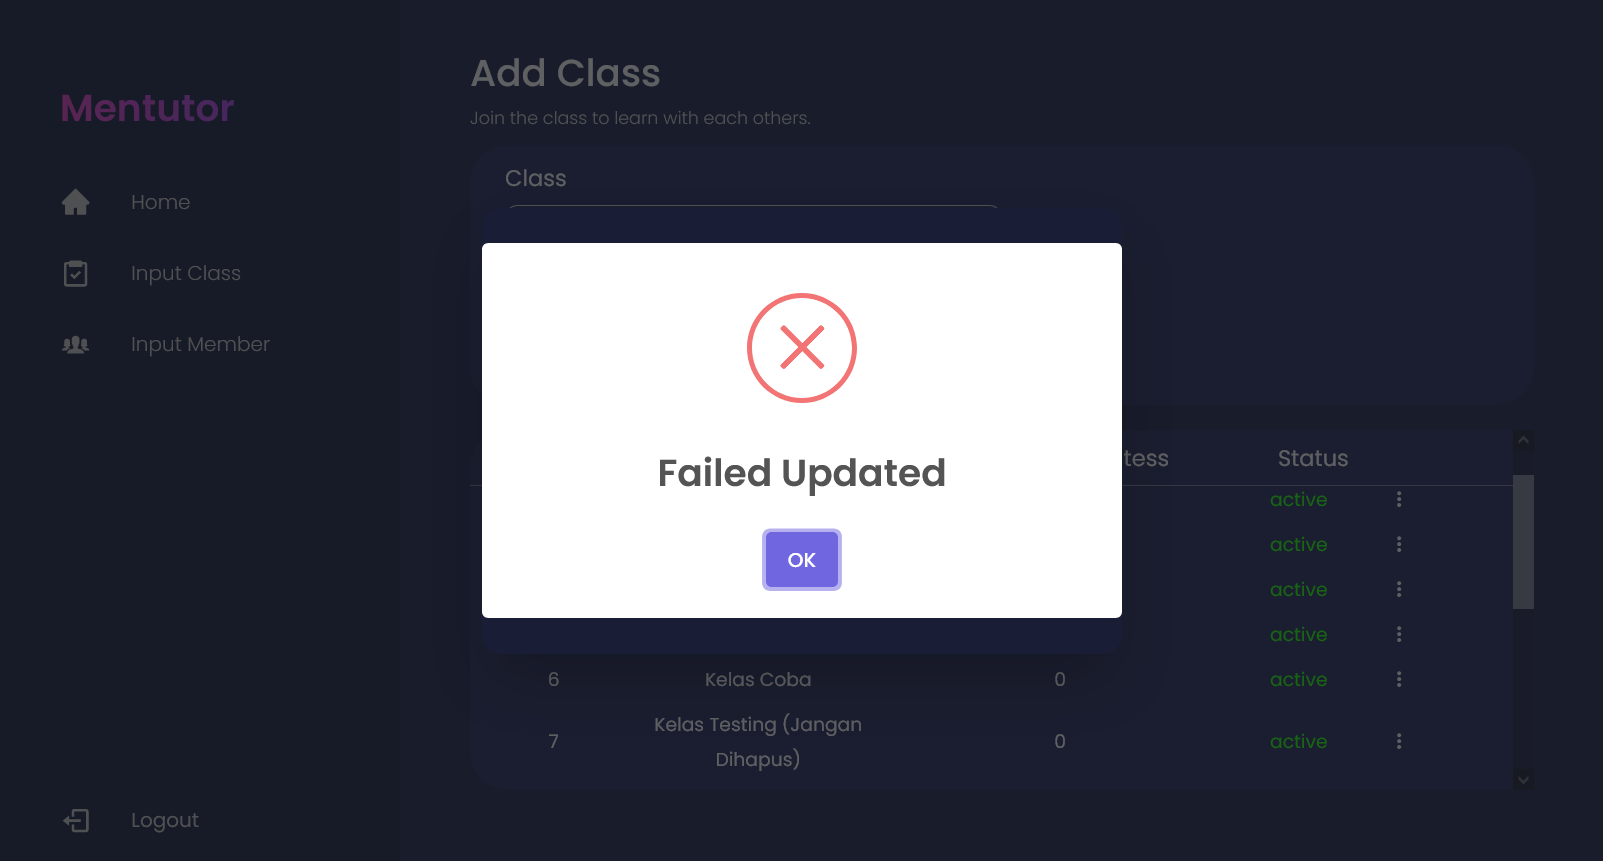 Mentutor
Home
Input Class
Input Member
Logout
Add Class
Join the class to learn with each others.
Class
Failed Updated
OK
tess Status
active
active
active
active
6 Kelas Coba 0 active
7 Kelas Testing (Jangan
Dihapus) 0 active